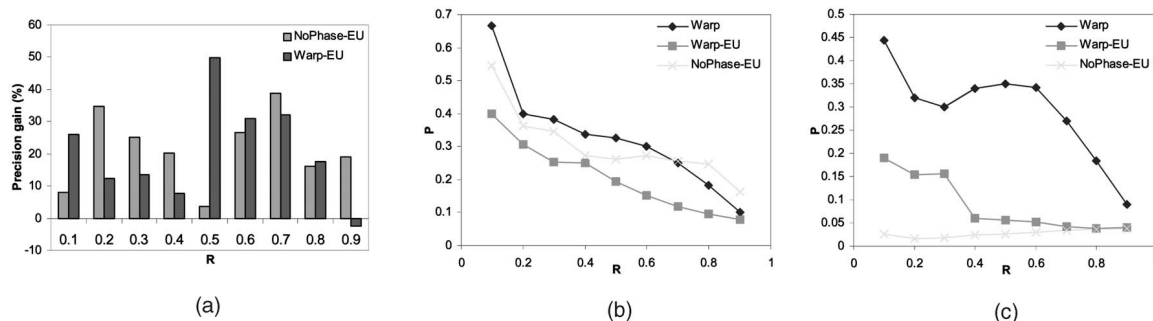 60
50
40
30
20
10
0
-10
Precision gain (%)
NoPhase-EU
Warp-EU
0.1 0.2 0.3 0.4 0.5 0.6 0.7 0.8 0.9
R
(a)
0.7
0.6
0.5
0.4
0.3
0.2
0.1
0
P
Warp
Warp-EU
NoPhase-EU
0 0.2 0.4 0.6 0.8 1
R
(b)
0.5
0.45
0.4
0.35
0.3
0.25
0.2
0.15
0.1
0.05
0
P
Warp
Warp-EU
NoPhase-EU
0 0.2 0.4 0.6 0.8
R
(c)